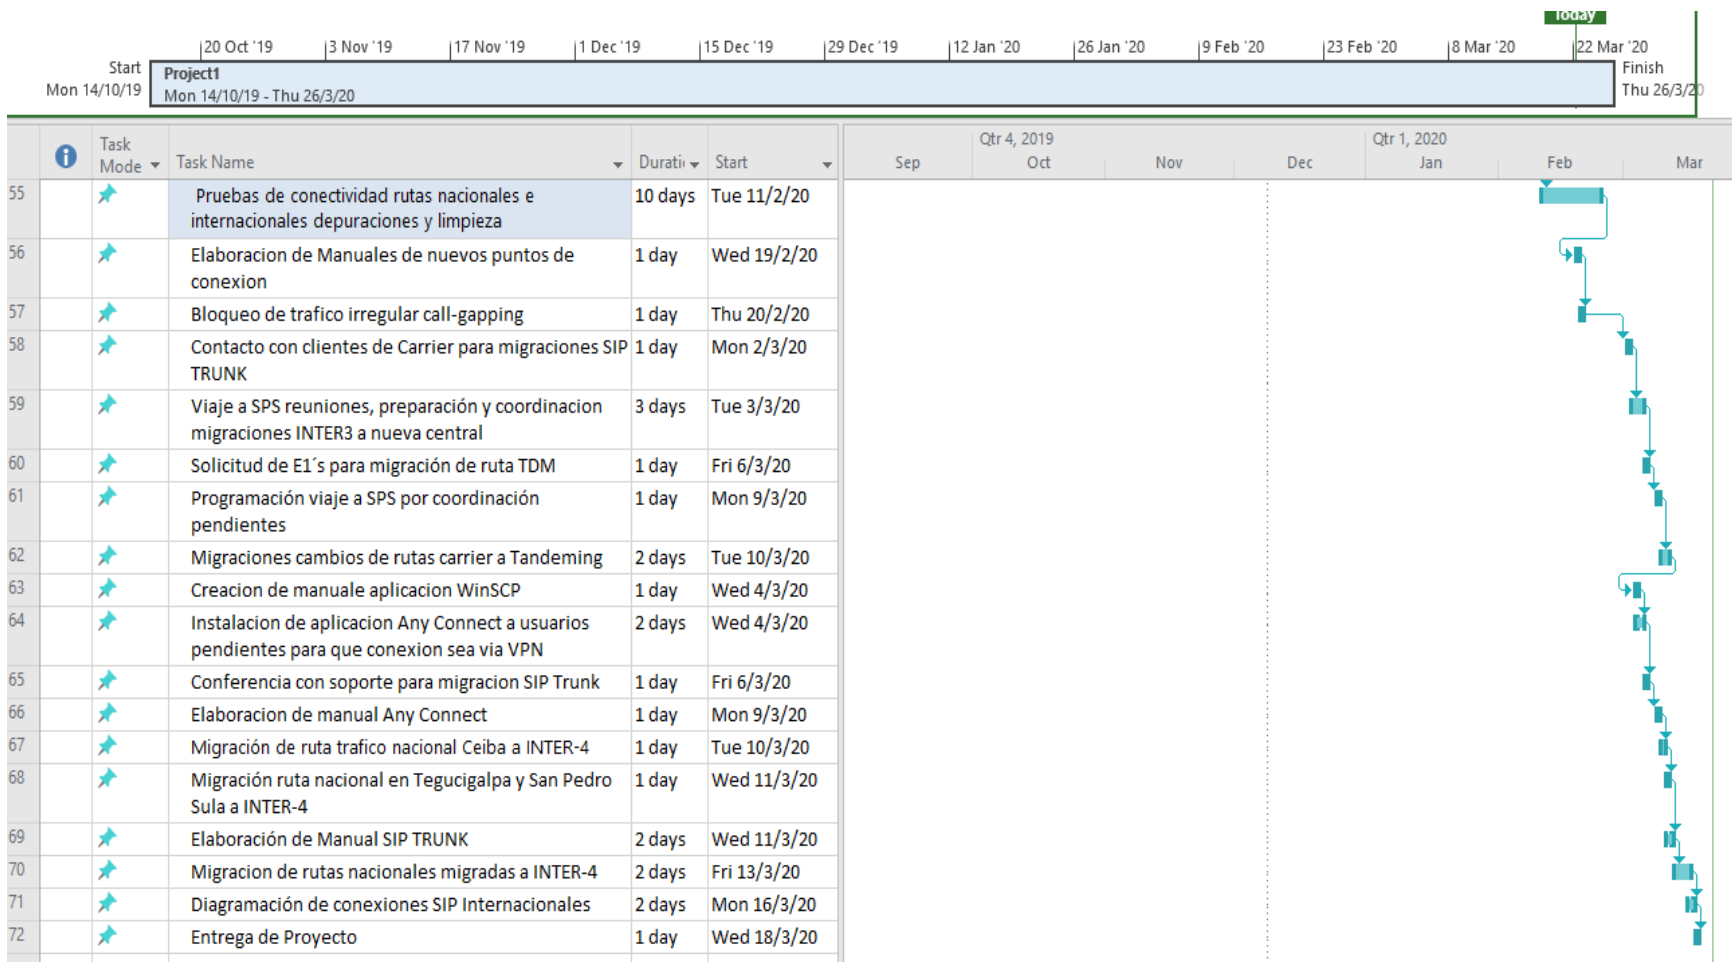 Today
20 Oct '19 3 Nov '19 17 Nov '19 1 Dec '19 15 Dec '19 29 Dec '19 12 Jan '20 26 Jan '20 9 Feb '20 23 Feb '20 8 Mar '20 22 Mar '20
Start
Mon 14/10/19
Project1
Mon 14/10/19 - Thu 26/3/20
Finish
Thu 26/3/20
Task Mode Task Name Durati Start
Qtr 4, 2019 Qtr 1, 2020
Sep Oct Nov Dec Jan Feb Mar
55 Pruebas de conectividad rutas nacionales e 10 days Tue 11/2/20
internacionales depuraciones y limpieza
56 Elaboracion de Manuales de nuevos puntos de 1 day Wed 19/2/20
conexion
57 Bloqueo de trafico irregular call-gapping 1 day Thu 20/2/20
58 Contacto con clientes de Carrier para migraciones SIP 1 day Mon 2/3/20
TRUNK
59 Viaje a SPS reuniones, preparación y coordinacion 3 days Tue 3/3/20
migraciones INTER3 a nueva central
60 Solicitud de E1´s para migración de ruta TDM 1 day Fri 6/3/20
61 Programación viaje a SPS por coordinación 1 day Mon 9/3/20
pendientes
62 Migraciones cambios de rutas carrier a Tandeming 2 days Tue 10/3/20
63 Creacion de manuale aplicacion WinSCP 1 day Wed 4/3/20
64 Instalacion de aplicacion Any Connect a usuarios 2 days Wed 4/3/20
pendientes para que conexion sea via VPN
65 Conferencia con soporte para migracion SIP Trunk 1 day Fri 6/3/20
66 Elaboracion de manual Any Connect 1 day Mon 9/3/20
67 Migración de ruta trafico nacional Ceiba a INTER-4 1 day Tue 10/3/20
68 Migración ruta nacional en Tegucigalpa y San Pedro 1 day Wed 11/3/20
Sula a INTER-4
69 Elaboración de Manual SIP TRUNK 2 days Wed 11/3/20
70 Migracion de rutas nacionales migradas a INTER-4 2 days Fri 13/3/20
71 Diagramación de conexiones SIP Internacionales 2 days Mon 16/3/20
72 Entrega de Proyecto 1 day Wed 18/3/20